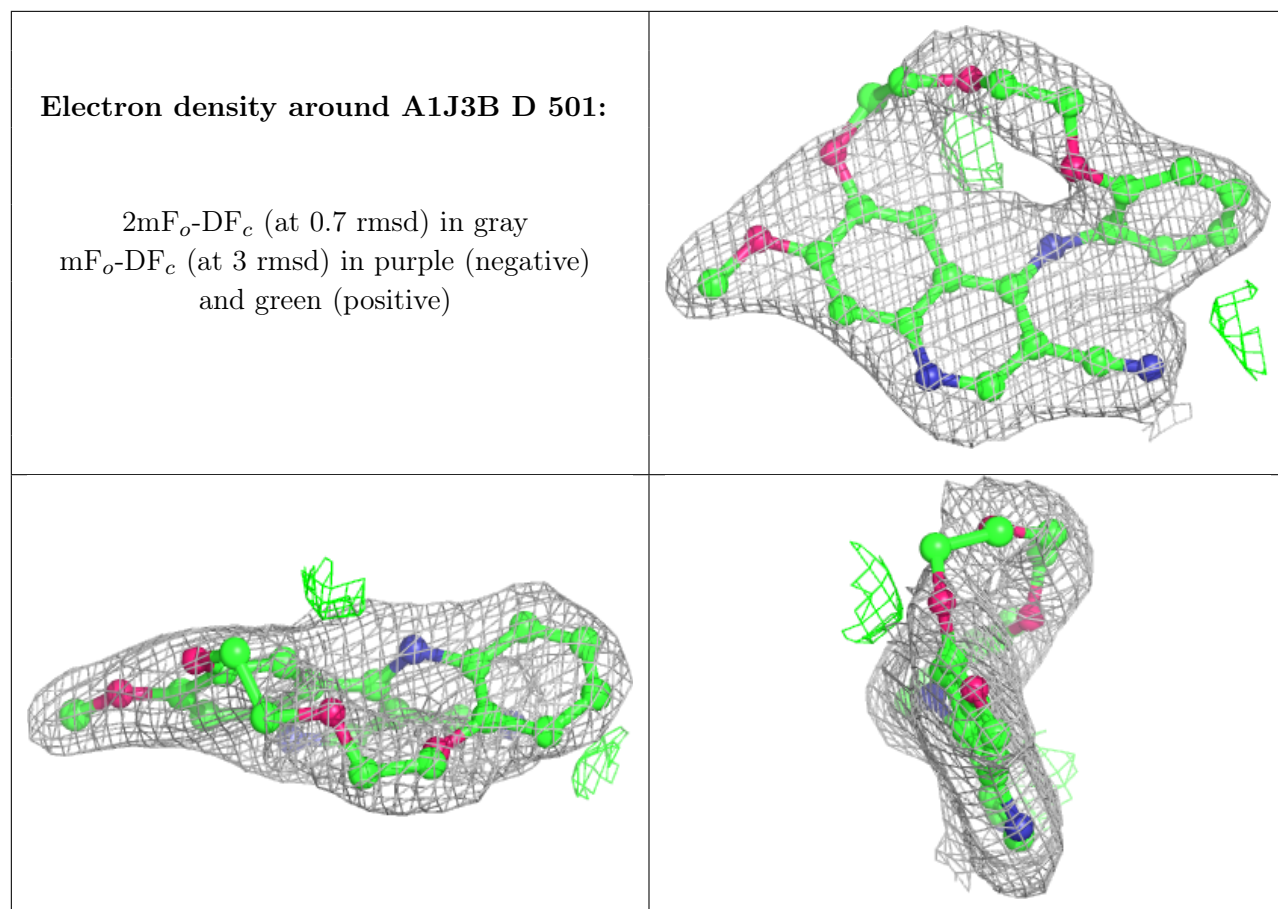 Electron density around A1J3B D 501:
2mFo-DFc (at 0.7 rmsd) in gray
mFo-DFc (at 3 rmsd) in purple (negative)
and green (positive)